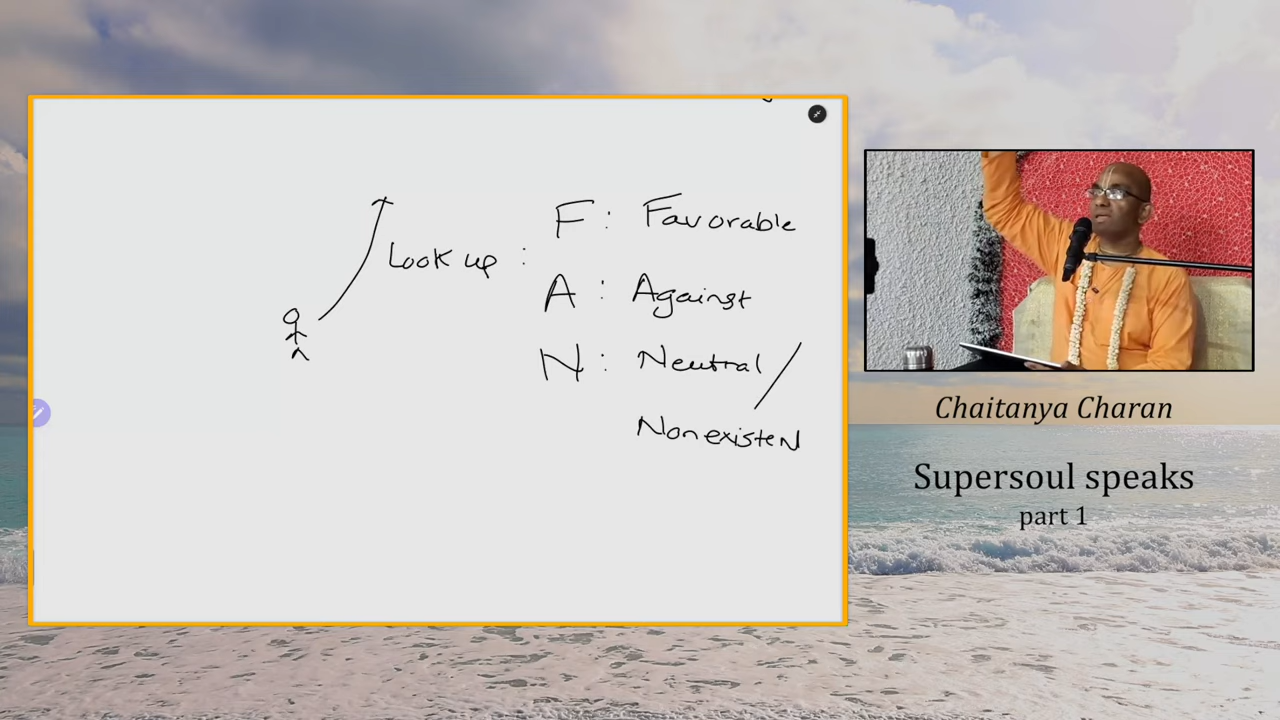 Look up :
F : Favorable
A : Against
N : Neutral /
NonexisteN
Chaitanya Charan
Supersoul speaks
part 1